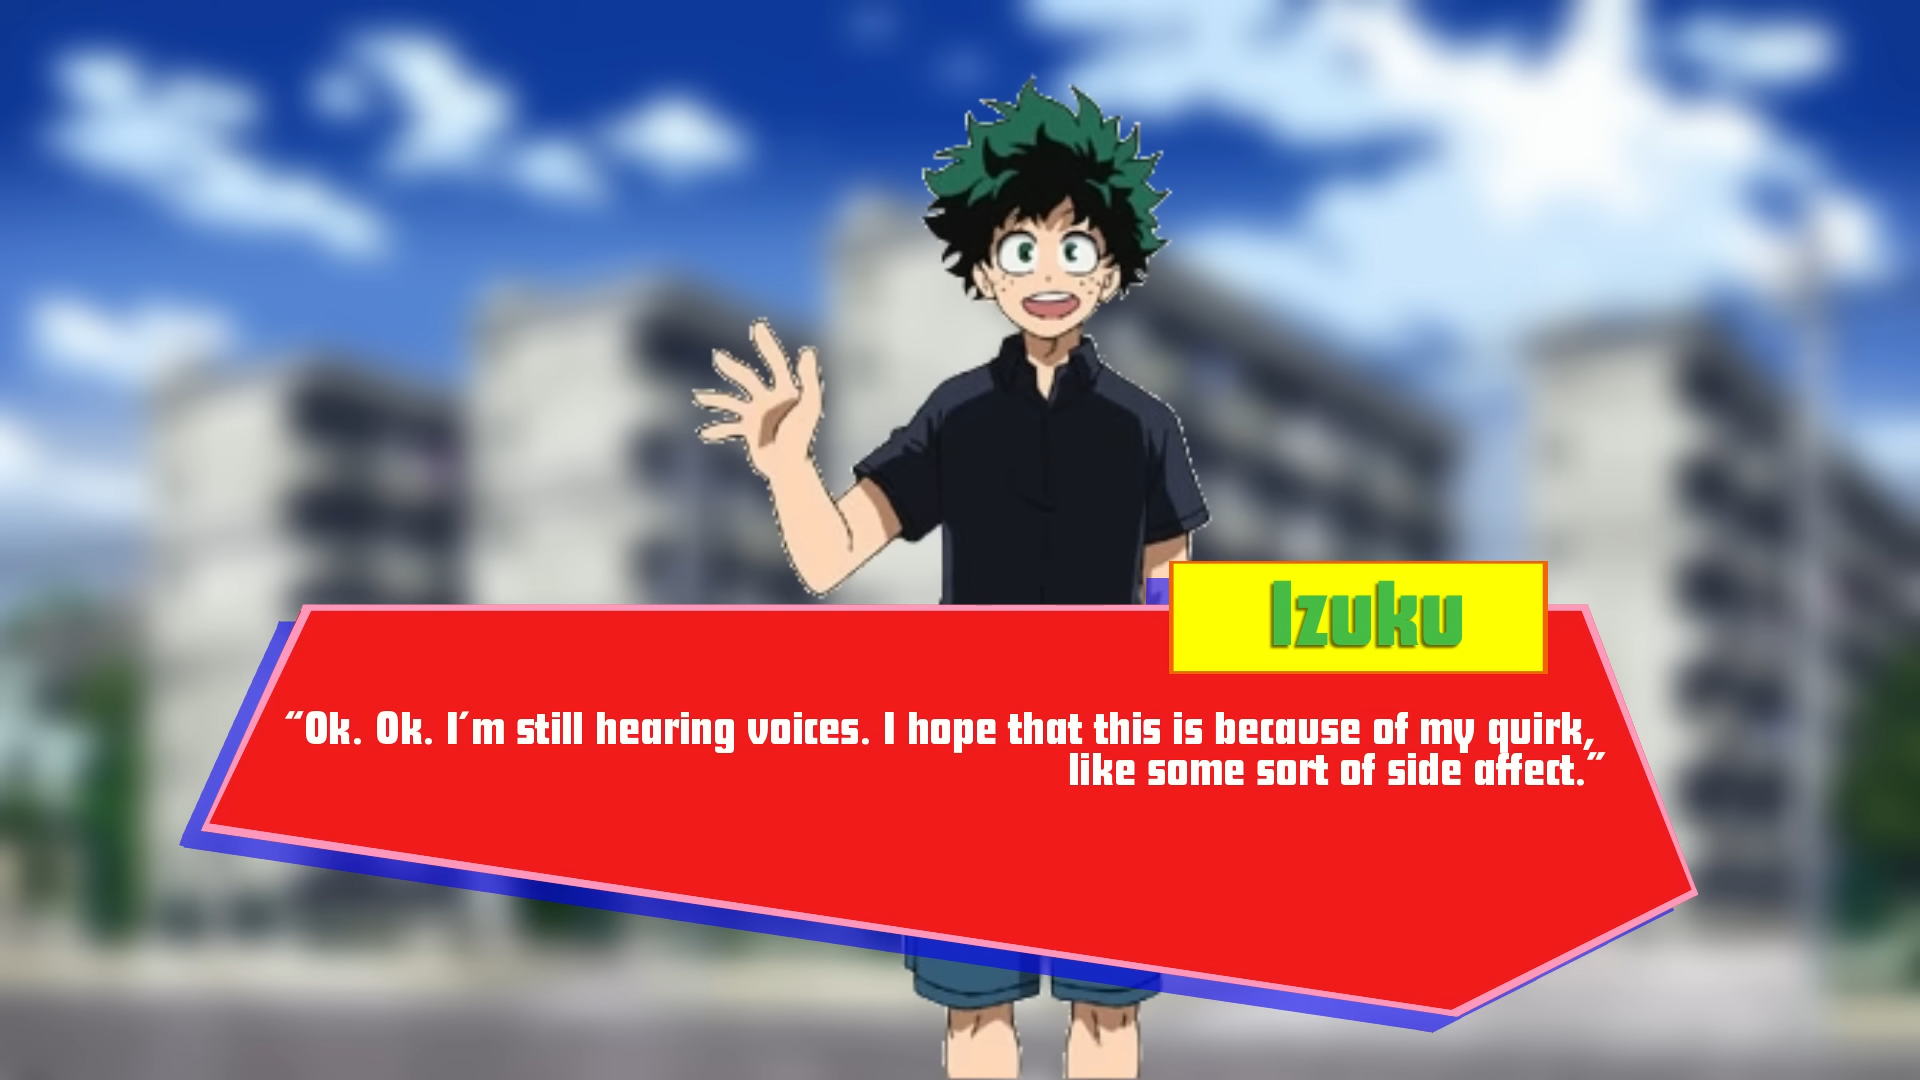 Izuku
“Ok. Ok. I'm still hearing voices. I hope that this is because of my quirk,
like some sort of side affect.”